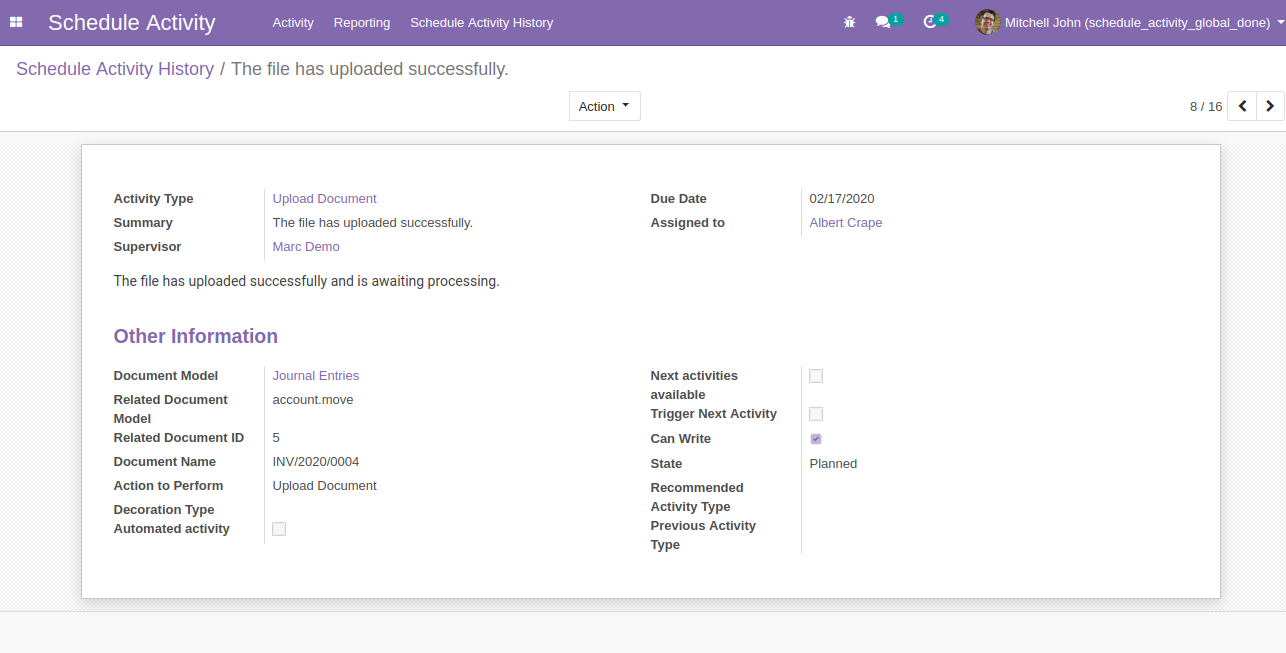 Schedule Activity Activity Reporting Schedule Activity History 1 4 Mitchell John (schedule_activity_global_done)
Schedule Activity History / The file has uploaded successfully.
Action
8 / 16
Activity Type Upload Document
Summary The file has uploaded successfully.
Supervisor Marc Demo
Due Date 02/17/2020
Assigned to Albert Crape
The file has uploaded successfully and is awaiting processing.
Other Information
Document Model Journal Entries
Related Document account.move
Model
Related Document ID 5
Document Name INV/2020/0004
Action to Perform Upload Document
Decoration Type
Automated activity
Next activities
available
Trigger Next Activity
Can Write
State Planned
Recommended
Activity Type
Previous Activity
Type